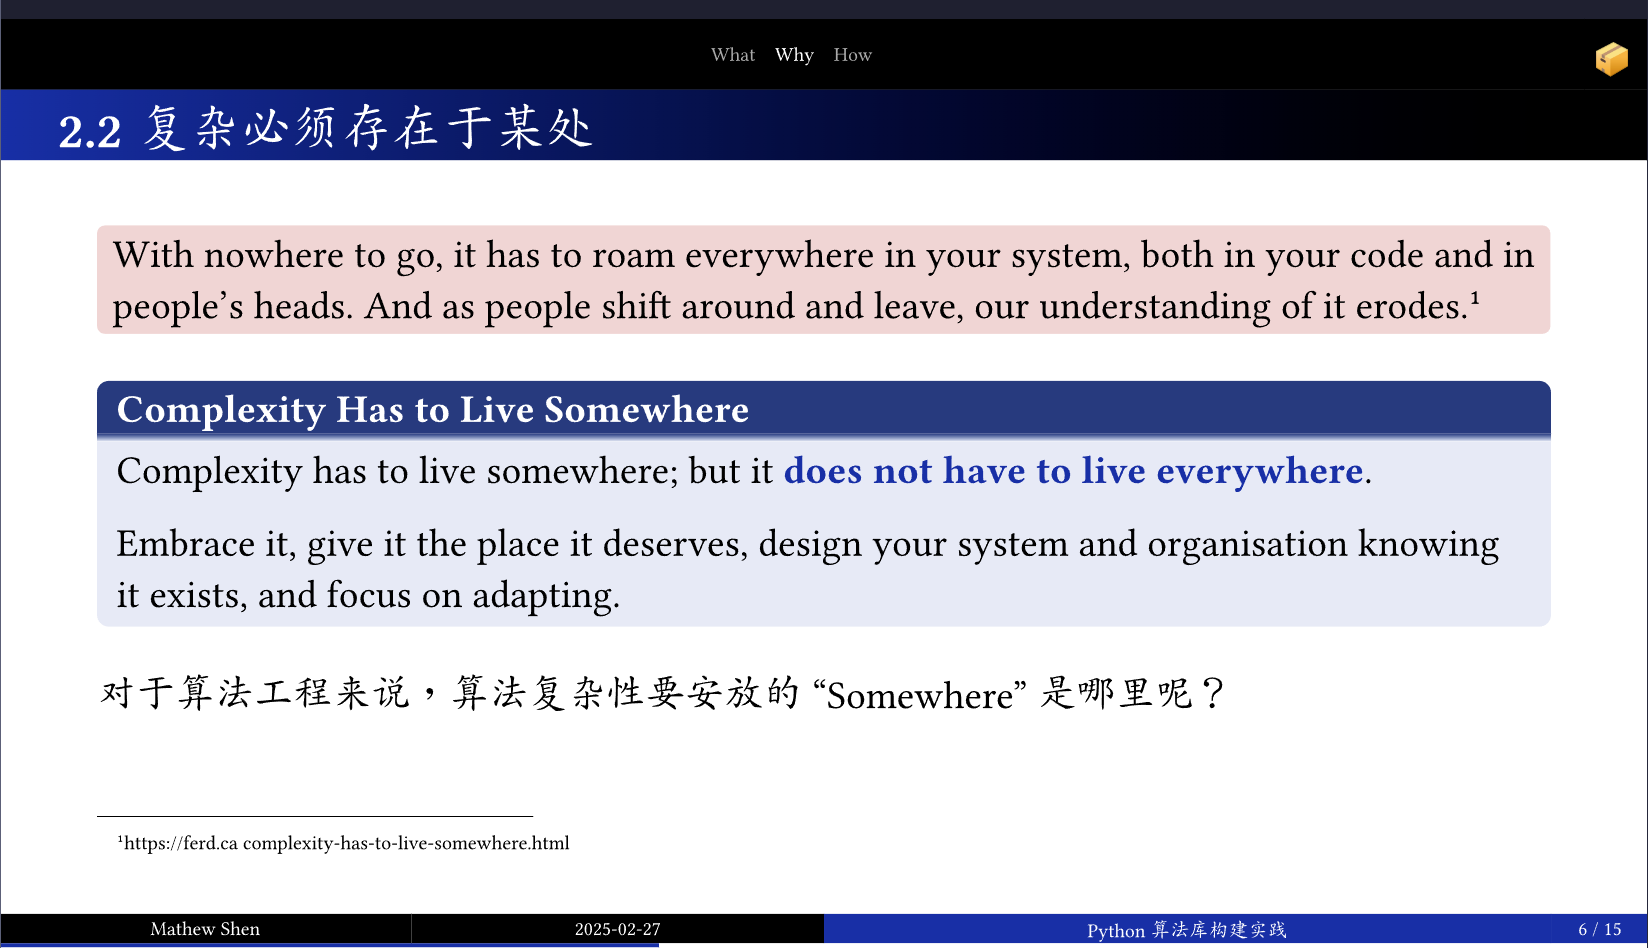 What Why How
2.2 复杂必须存在于某处
With nowhere to go, it has to roam everywhere in your system, both in your code and in
people’s heads. And as people shift around and leave, our understanding of it erodes.¹
Complexity Has to Live Somewhere
Complexity has to live somewhere; but it does not have to live everywhere.
Embrace it, give it the place it deserves, design your system and organisation knowing
it exists, and focus on adapting.
对于算法工程来说，算法复杂性要安放的 “Somewhere” 是哪里呢？
¹https://ferd.ca complexity-has-to-live-somewhere.html
Mathew Shen 2025-02-27 Python 算法库构建实践 6 / 15